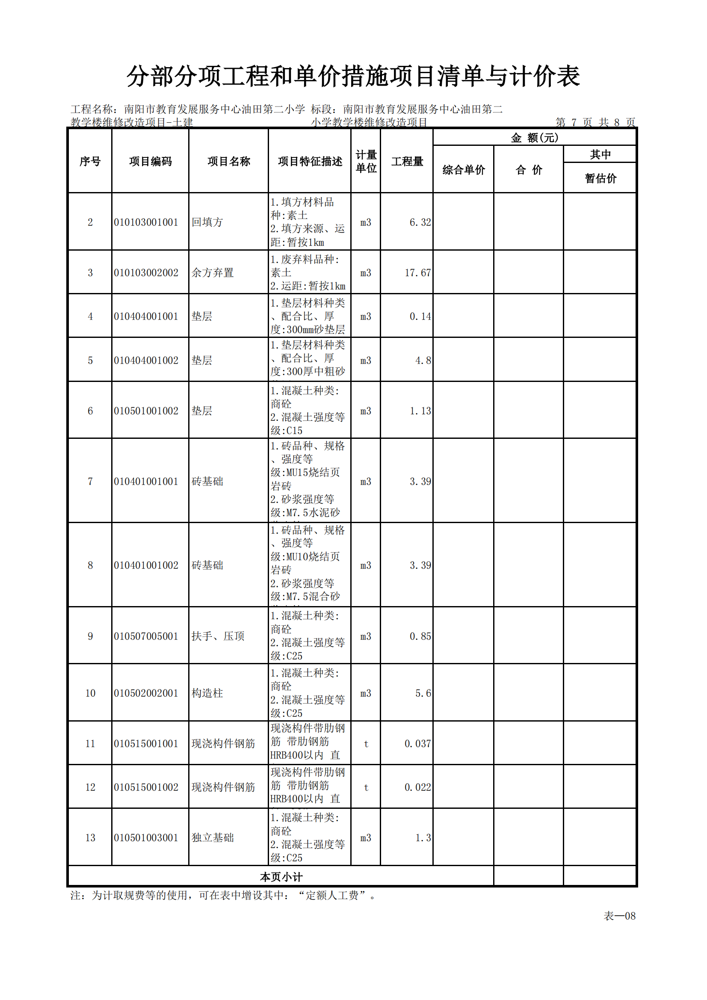 分部分项工程和单价措施项目清单与计价表
工程名称：南阳市教育发展服务中心油田第二小学 标段：南阳市教育发展服务中心油田第二
教学楼维修改造项目-土建 小学教学楼维修改造项目 第 7 页 共 8 页
序号 项目编码 项目名称 项目特征描述 计量单位 工程量 金 额(元)
综合单价 合 价 其中
暂估价
2 010103001001 回填方 1.填方材料品
种:素土
2.填方来源、运
距:暂按1km
m3 6.32
3 010103002002 余方弃置 1.废弃料品种:
素土
2.运距:暂按1km
m3 17.67
4 010404001001 垫层 1.垫层材料种类
、配合比、厚
度:300mm砂垫层
m3 0.14
5 010404001002 垫层 1.垫层材料种类
、配合比、厚
度:300厚中粗砂
m3 4.8
6 010501001002 垫层 1.混凝土种类:
商砼
2.混凝土强度等
级:C15
m3 1.13
7 010401001001 砖基础 1.砖品种、规格
、强度等
级:MU15烧结页
岩砖
2.砂浆强度等
级:M7.5水泥砂
m3 3.39
8 010401001002 砖基础 1.砖品种、规格
、强度等
级:MU10烧结页
岩砖
2.砂浆强度等
级:M7.5混合砂
m3 3.39
9 010507005001 扶手、压顶 1.混凝土种类:
商砼
2.混凝土强度等
级:C25
m3 0.85
10 010502002001 构造柱 1.混凝土种类:
商砼
2.混凝土强度等
级:C25
m3 5.6
11 010515001001 现浇构件钢筋 现浇构件带肋钢
筋 带肋钢筋
HRB400以内 直
t 0.037
12 010515001002 现浇构件钢筋 现浇构件带肋钢
筋 带肋钢筋
HRB400以内 直
t 0.022
13 010501003001 独立基础 1.混凝土种类:
商砼
2.混凝土强度等
级:C25
m3 1.3
本页小计
注：为计取规费等的使用，可在表中增设其中：“定额人工费”。
表—08